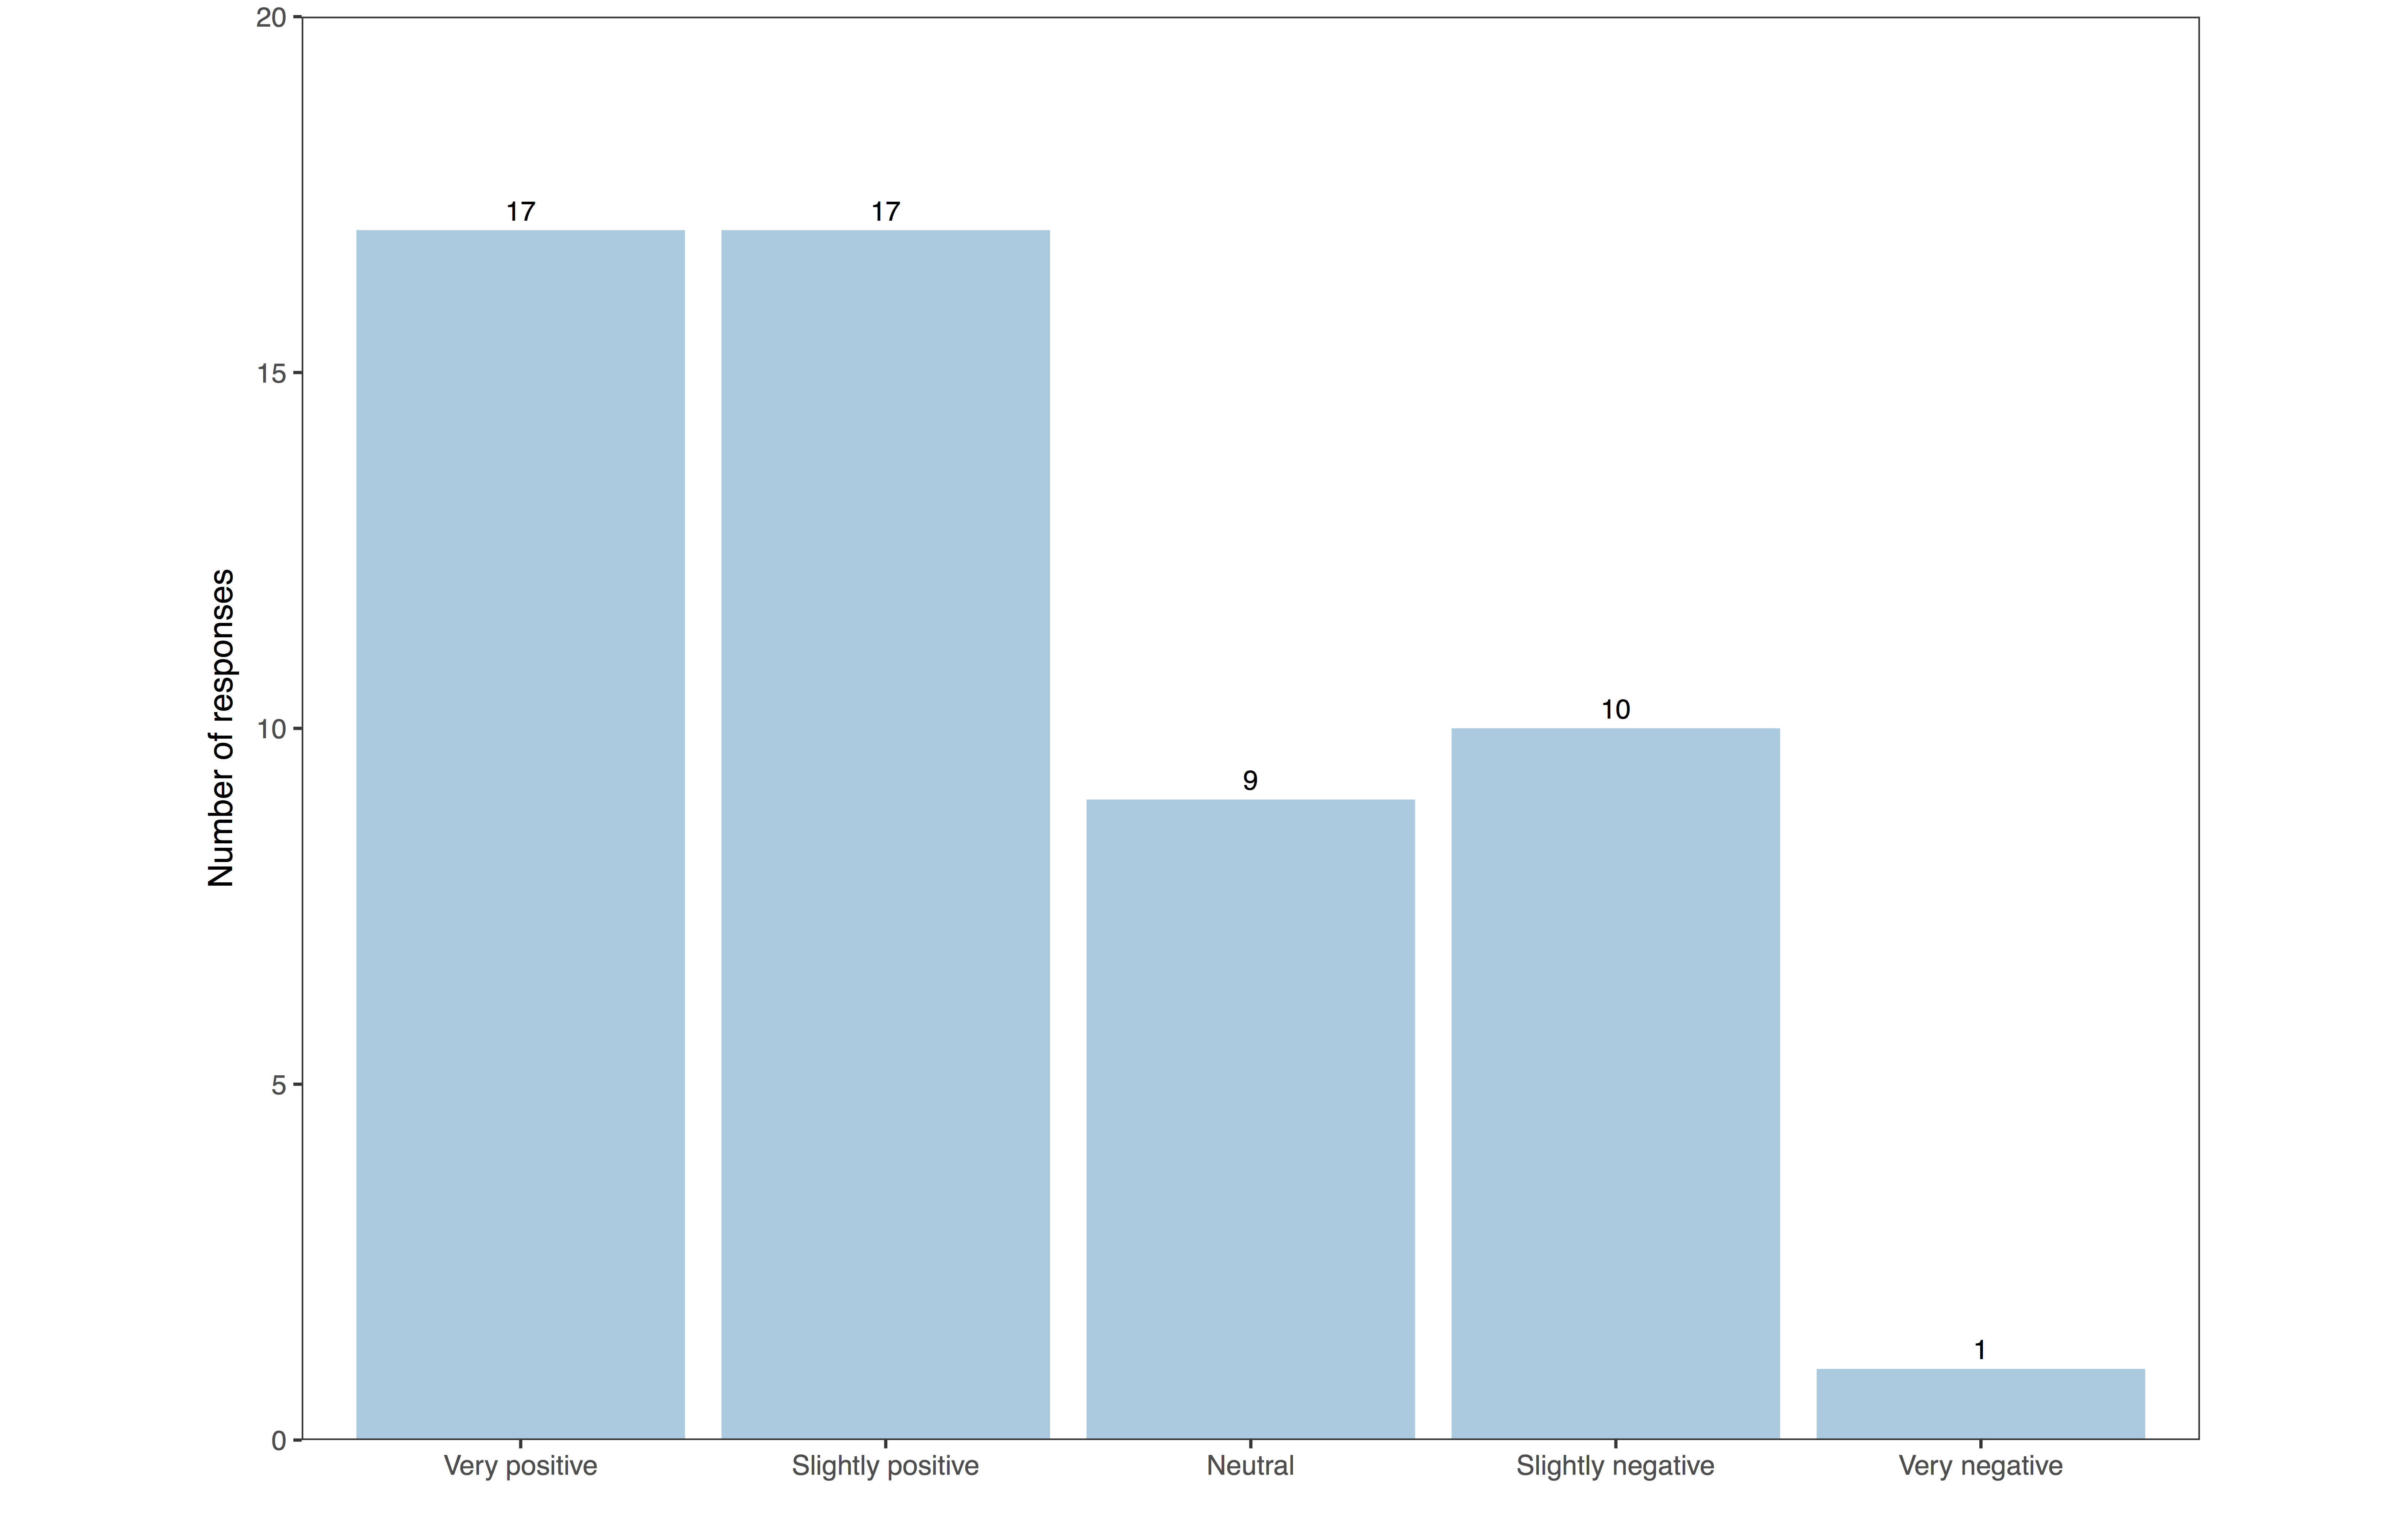 20
15
10
5
0
Number of responses
17
17
9
10
1
Very positive
Slightly positive
Neutral
Slightly negative
Very negative